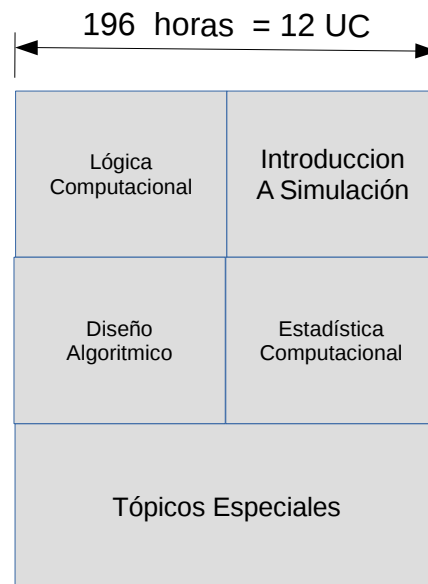 196 horas = 12 UC
Lógica
Computacional
Introduccion
A Simulación
Diseño
Algoritmico
Estadística
Computacional
Tópicos Especiales